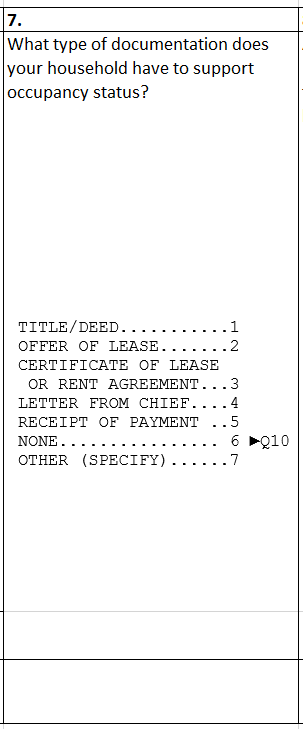 7.
What type of documentation does
your household have to support
occupancy status?
TITLE/DEED...........1
OFFER OF LEASE.......2
CERTIFICATE OF LEASE
OR RENT AGREEMENT...3
LETTER FROM CHIEF....4
RECEIPT OF PAYMENT ..5
NONE................ 6 ►Q10
OTHER (SPECIFY)......7